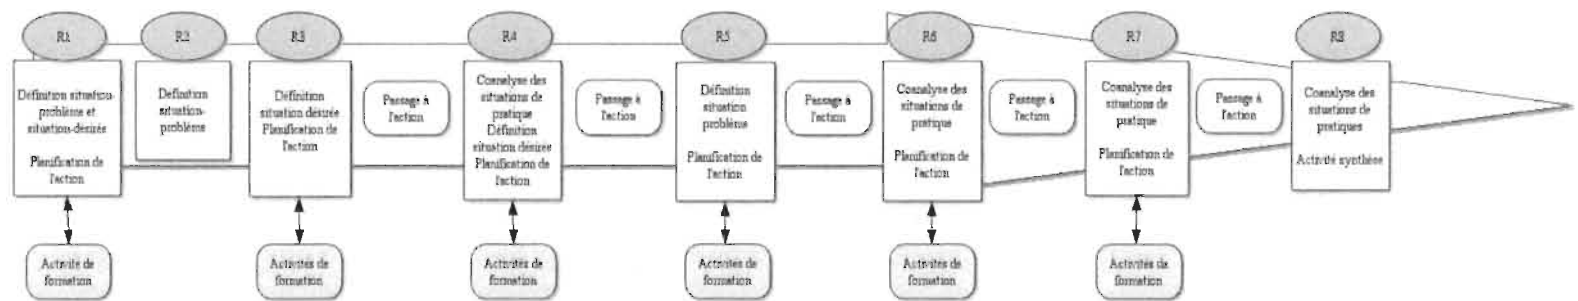 R1
Définition situation-
problème et
situation-désirée
Planification de
l'action
Activité de
formation
R2
Définition
situation-
problème
R3
Définition
situation désirée
Planification de
l'action
Activités de
formation
Passage à
l'action
R4
Coanalyse des
situations de
pratique
Définition
situation désirée
Planification de
l'action
Activités de
formation
Passage à
l'action
R5
Définition
situation
problème
Planification de
l'action
Activités de
formation
Passage à
l'action
R6
Coanalyse des
situations de
pratique
Planification de
l'action
Activités de
formation
Passage à
l'action
R7
Coanalyse des
situations de
pratique
Planification de
l'action
Activités de
formation
Passage à
l'action
R8
Coanalyse des
situations de
pratiques
Activité synthèse